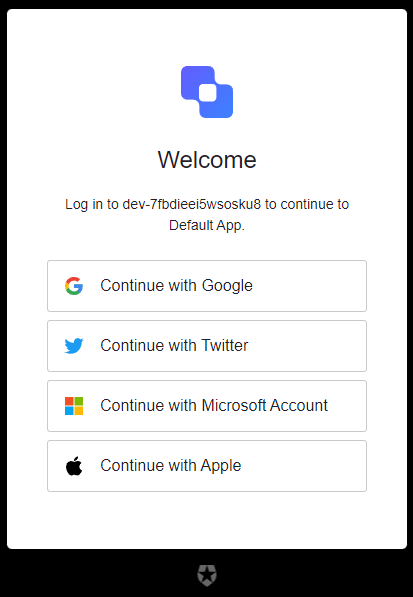 Welcome
Log in to dev-7fbdieei5wsosku8 to continue to
Default App.
Continue with Google
Continue with Twitter
Continue with Microsoft Account
Continue with Apple